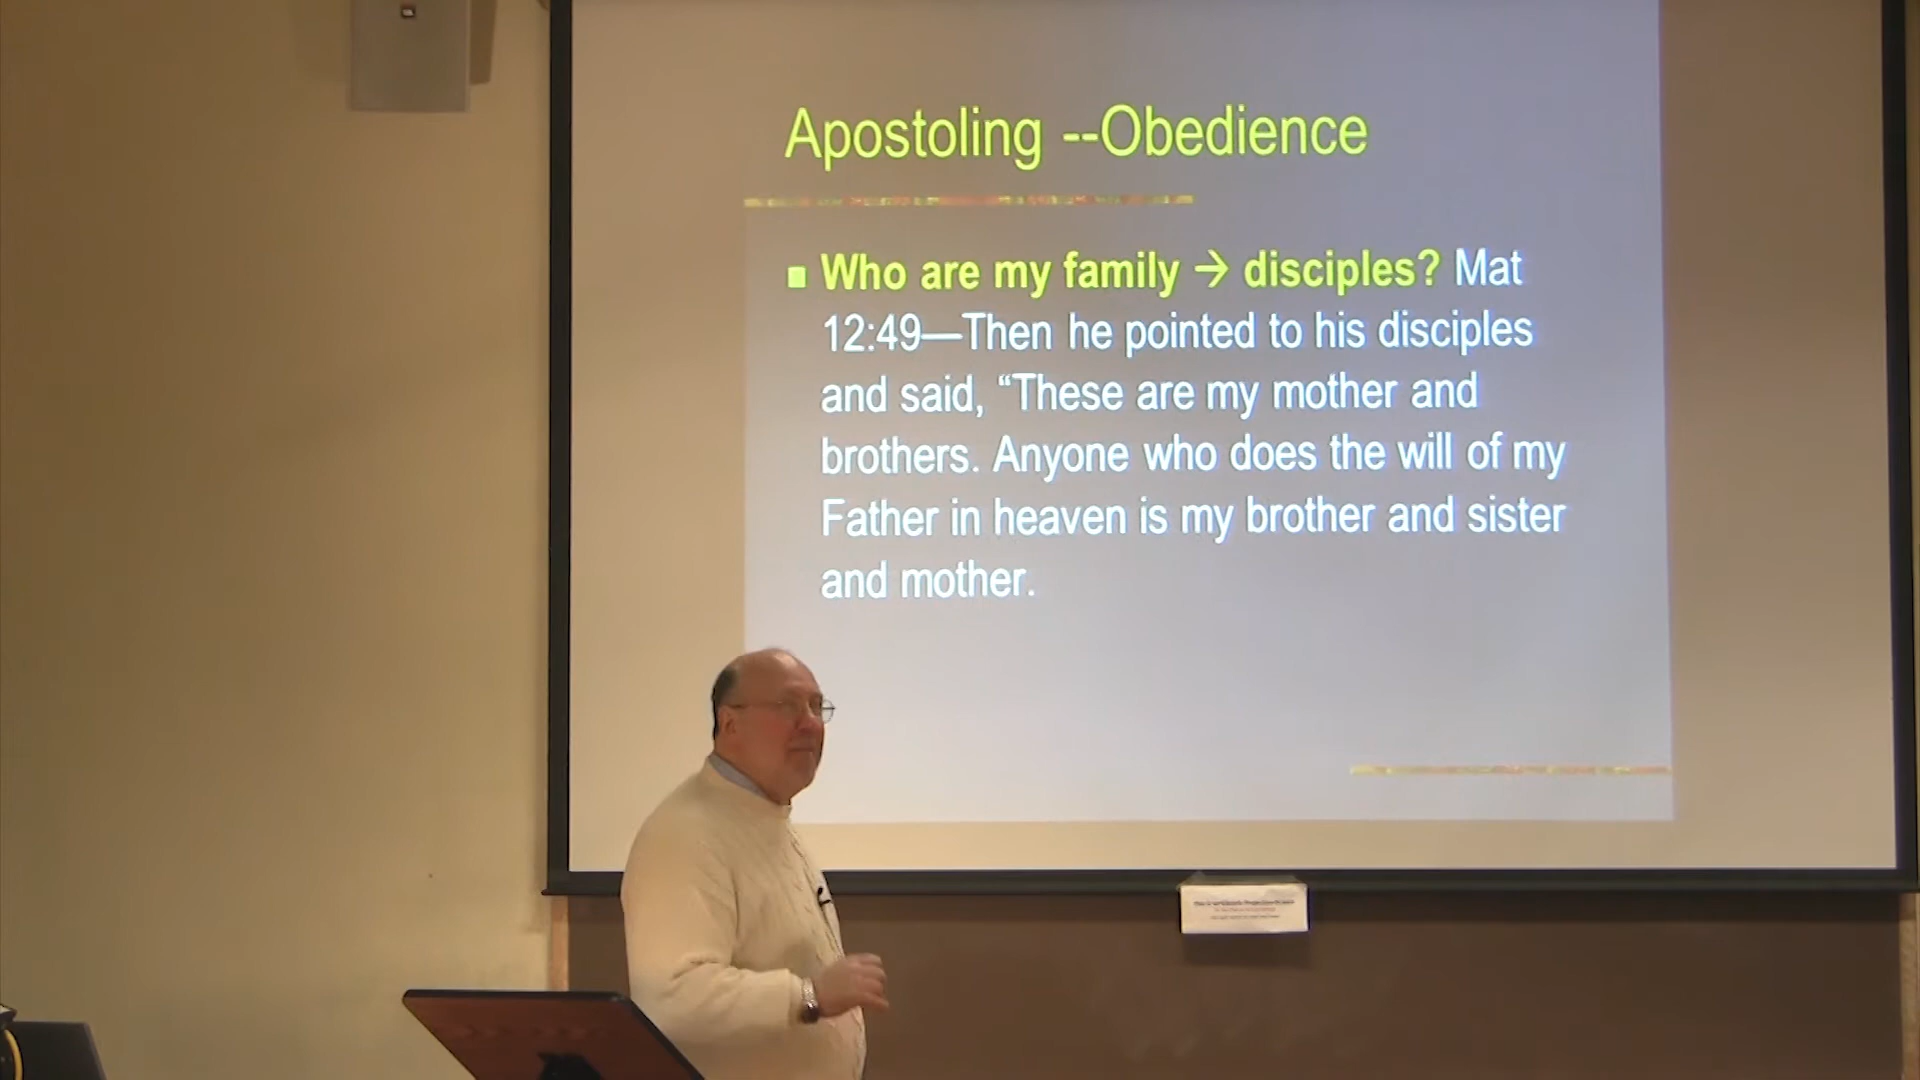 Apostoling --Obedience
Who are my family → disciples? Mat
12:49—Then he pointed to his disciples
and said, “These are my mother and
brothers. Anyone who does the will of my
Father in heaven is my brother and sister
and mother.